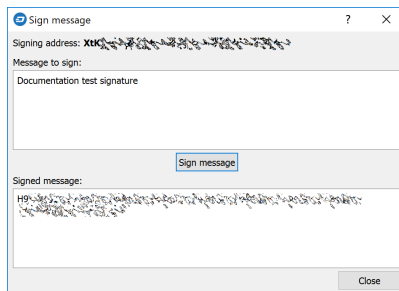 Sign message
Signing address: XtK
Message to sign:
Documentation test signature
Sign message
Signed message:
H9
Close